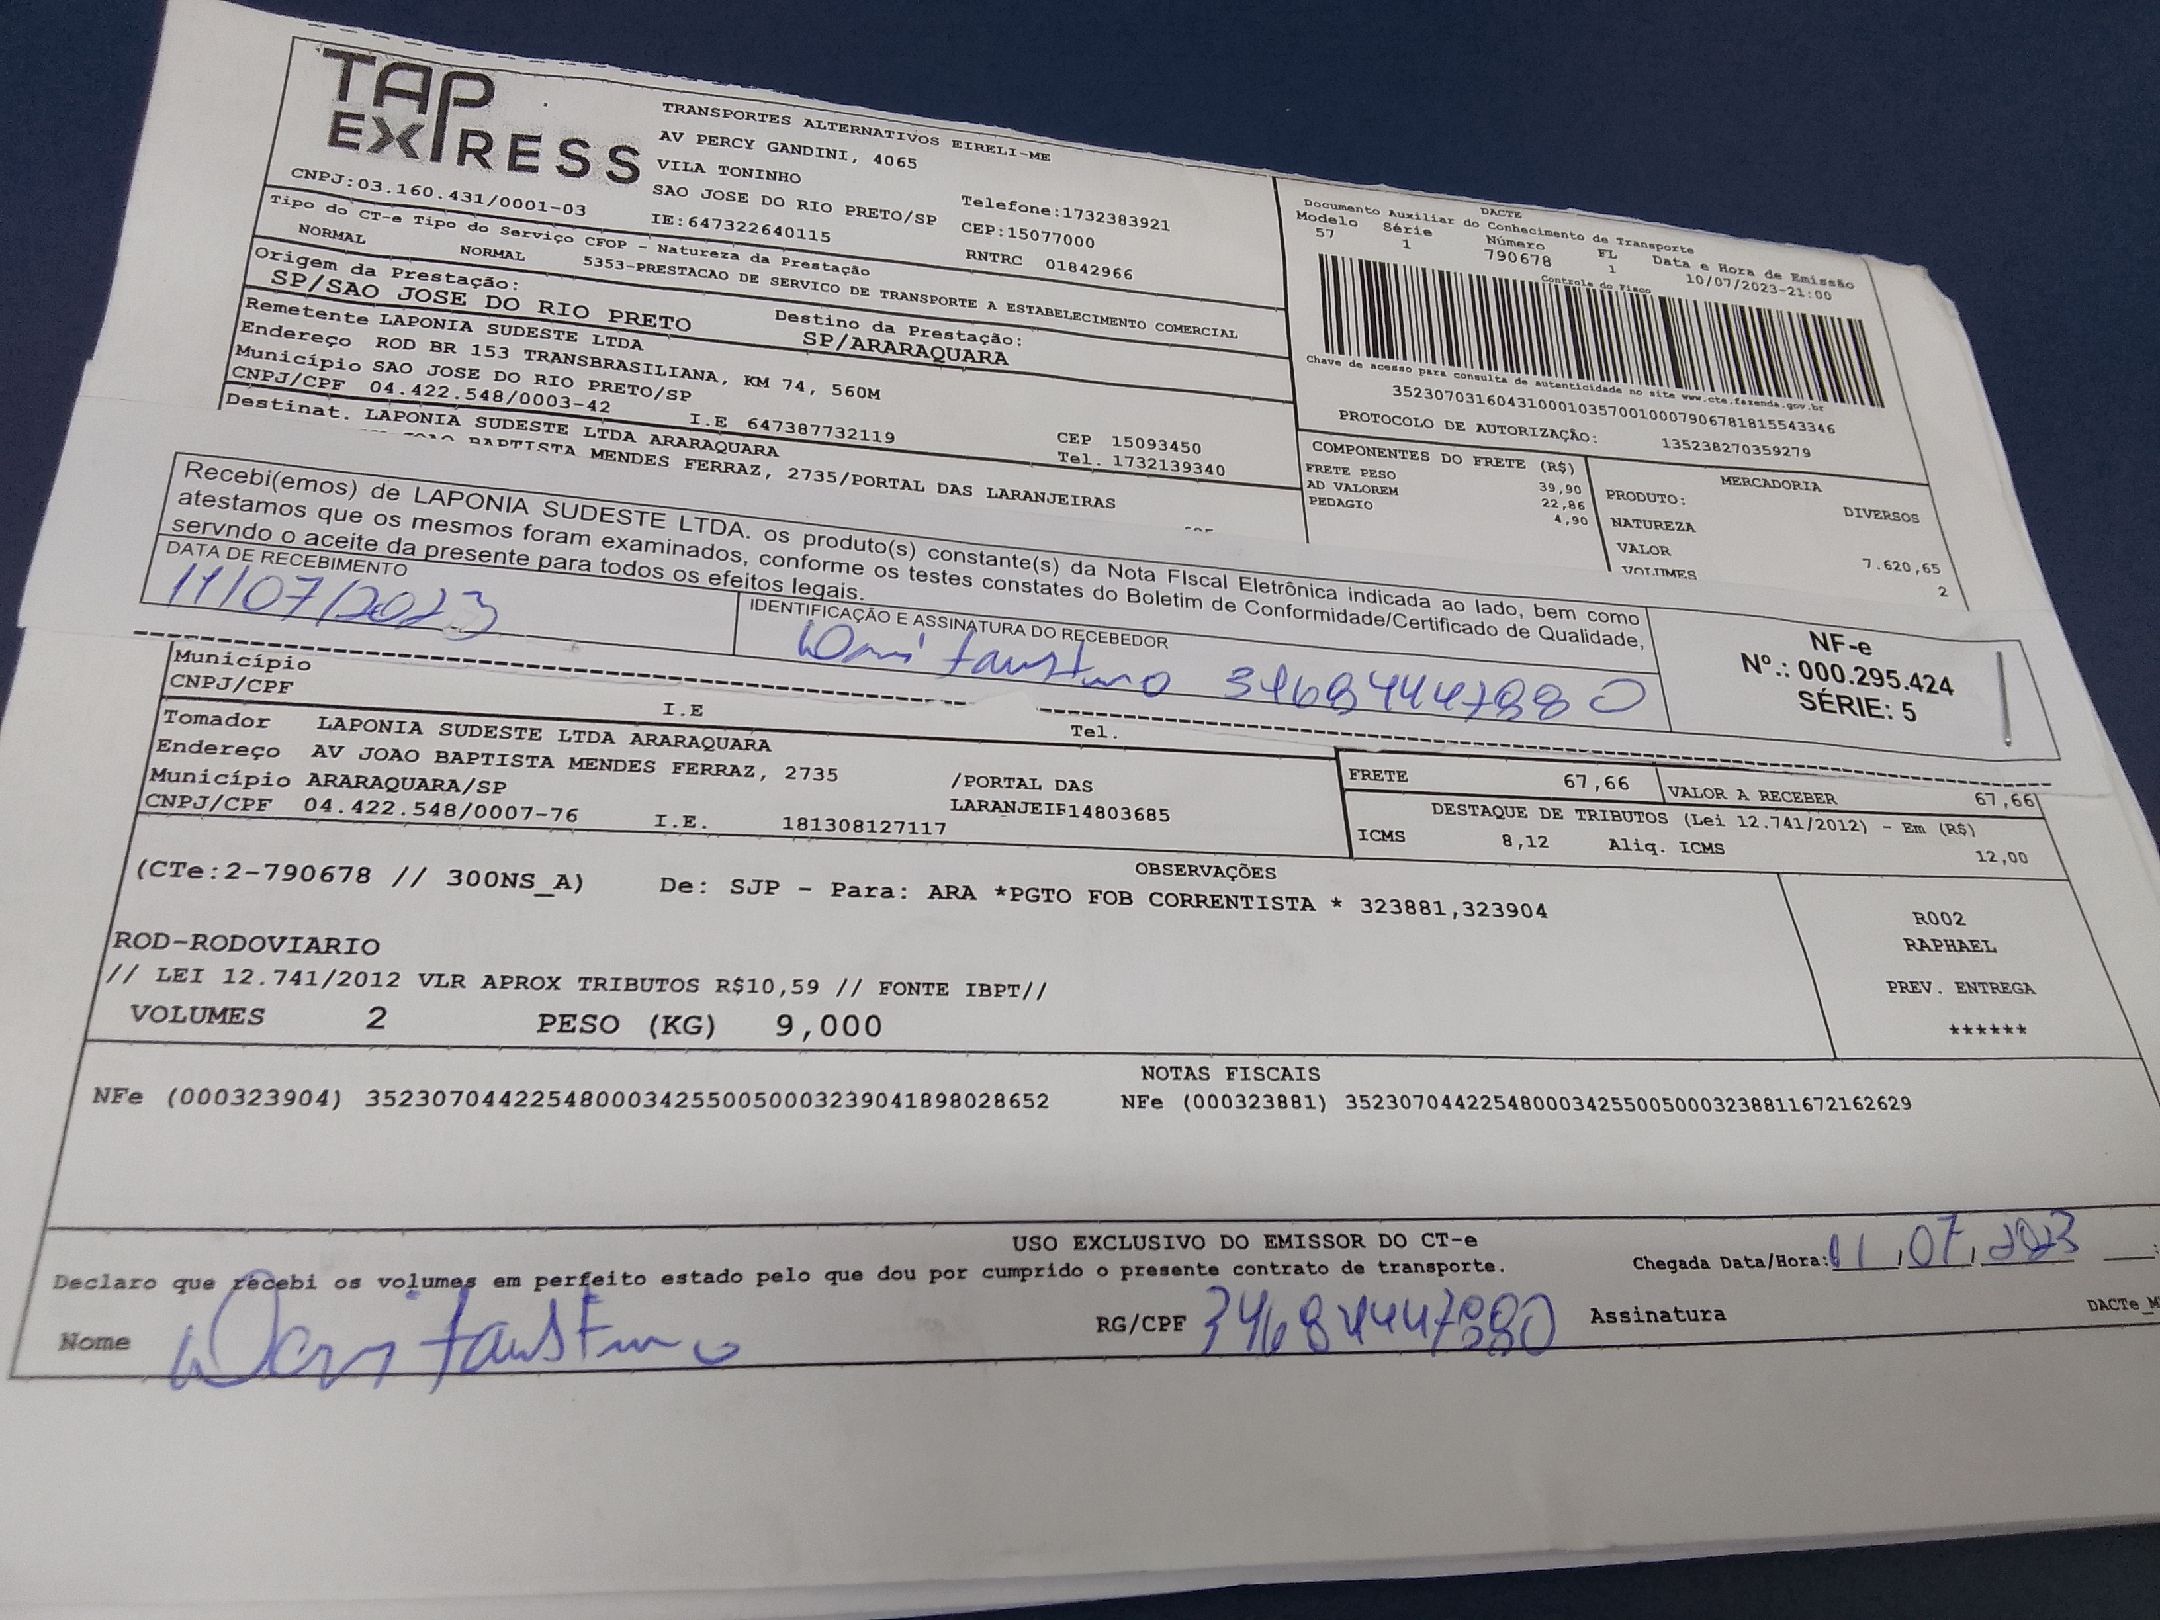 TAP
EXPRESS
TRANSPORTES ALTERNATIVOS EIRELI-ME
AV PERCY GANDINI, 4065
VILA TONINHO
SAO JOSE DO RIO PRETO/SP
Telefone:1732383921
CNPJ:03.160.431/0001-03
IE:647322640115
CEP:15077000
RNTRC 01842966
Tipo do CT-e Tipo do Serviço CFOP - Natureza da Prestação
NORMAL NORMAL 5353-PRESTACAO DE SERVICO DE TRANSPORTE A ESTABELECIMENTO COMERCIAL
Origem da Prestação:
SP/SAO JOSE DO RIO PRETO
Destino da Prestação:
SP/ARARAQUARA
Remetente LAPONIA SUDESTE LTDA
Endereço ROD BR 153 TRANSBRASILIANA, KM 74, 560M
Município SAO JOSE DO RIO PRETO/SP
CNPJ/CPF 04.422.548/0003-42 I.E 647387732119
CEP 15093450
Tel. 1732139340
Destinat. LAPONIA SUDESTE LTDA ARARAQUARA
JOAO BAPTISTA MENDES FERRAZ, 2735/PORTAL DAS LARANJEIRAS
DACTE
Documento Auxiliar do Conhecimento de Transporte
Modelo Série Número FL Data e Hora de Emissão
57 1 790678 1 10/07/2023-21:00
Controle do Fisco
Chave de acesso para consulta de autenticidade no site www.cte.fazenda.gov.br
35230703160431000103570010007906781815543346
PROTOCOLO DE AUTORIZAÇÃO: 135238270359279
COMPONENTES DO FRETE (R$)
FRETE PESO 39,90
AD VALOREM 22,86
PEDAGIO 4,90
MERCADORIA
PRODUTO: DIVERSOS
NATUREZA
VALOR 7.620,65
VOLUMES 2
Recebi(emos) de LAPONIA SUDESTE LTDA. os produto(s) constante(s) da Nota FIscal Eletrônica indicada ao lado, bem como
atestamos que os mesmos foram examinados, conforme os testes constates do Boletim de Conformidade/Certificado de Qualidade,
servndo o aceite da presente para todos os efeitos legais.
DATA DE RECEBIMENTO
11/07/2023
IDENTIFICAÇÃO E ASSINATURA DO RECEBEDOR
Faustino 34684447880
NF-e
Nº.: 000.295.424
SÉRIE: 5
Município
CNPJ/CPF I.E Tel.
Tomador LAPONIA SUDESTE LTDA ARARAQUARA
Endereço AV JOAO BAPTISTA MENDES FERRAZ, 2735 /PORTAL DAS
Município ARARAQUARA/SP LARANJEIF14803685
CNPJ/CPF 04.422.548/0007-76 I.E. 181308127117
FRETE 67,66 VALOR A RECEBER 67,66
DESTAQUE DE TRIBUTOS (Lei 12.741/2012) - Em (R$)
ICMS 8,12 Aliq. ICMS 12,00
OBSERVAÇÕES
(CTe:2-790678 // 300NS_A) De: SJP - Para: ARA *PGTO FOB CORRENTISTA * 323881,323904
ROD-RODOVIARIO
// LEI 12.741/2012 VLR APROX TRIBUTOS R$10,59 // FONTE IBPT//
VOLUMES 2 PESO (KG) 9,000
R002
RAPHAEL
PREV. ENTREGA
******
NOTAS FISCAIS
NFe (000323904) 35230704422548000342550050003239041898028652 NFe (000323881) 35230704422548000342550050003238811672162629
USO EXCLUSIVO DO EMISSOR DO CT-e
Declaro que recebi os volumes em perfeito estado pelo que dou por cumprido o presente contrato de transporte.
Chegada Data/Hora: 11,07,2023
Nome Faustino RG/CPF 34684447880 Assinatura
DACTe_M